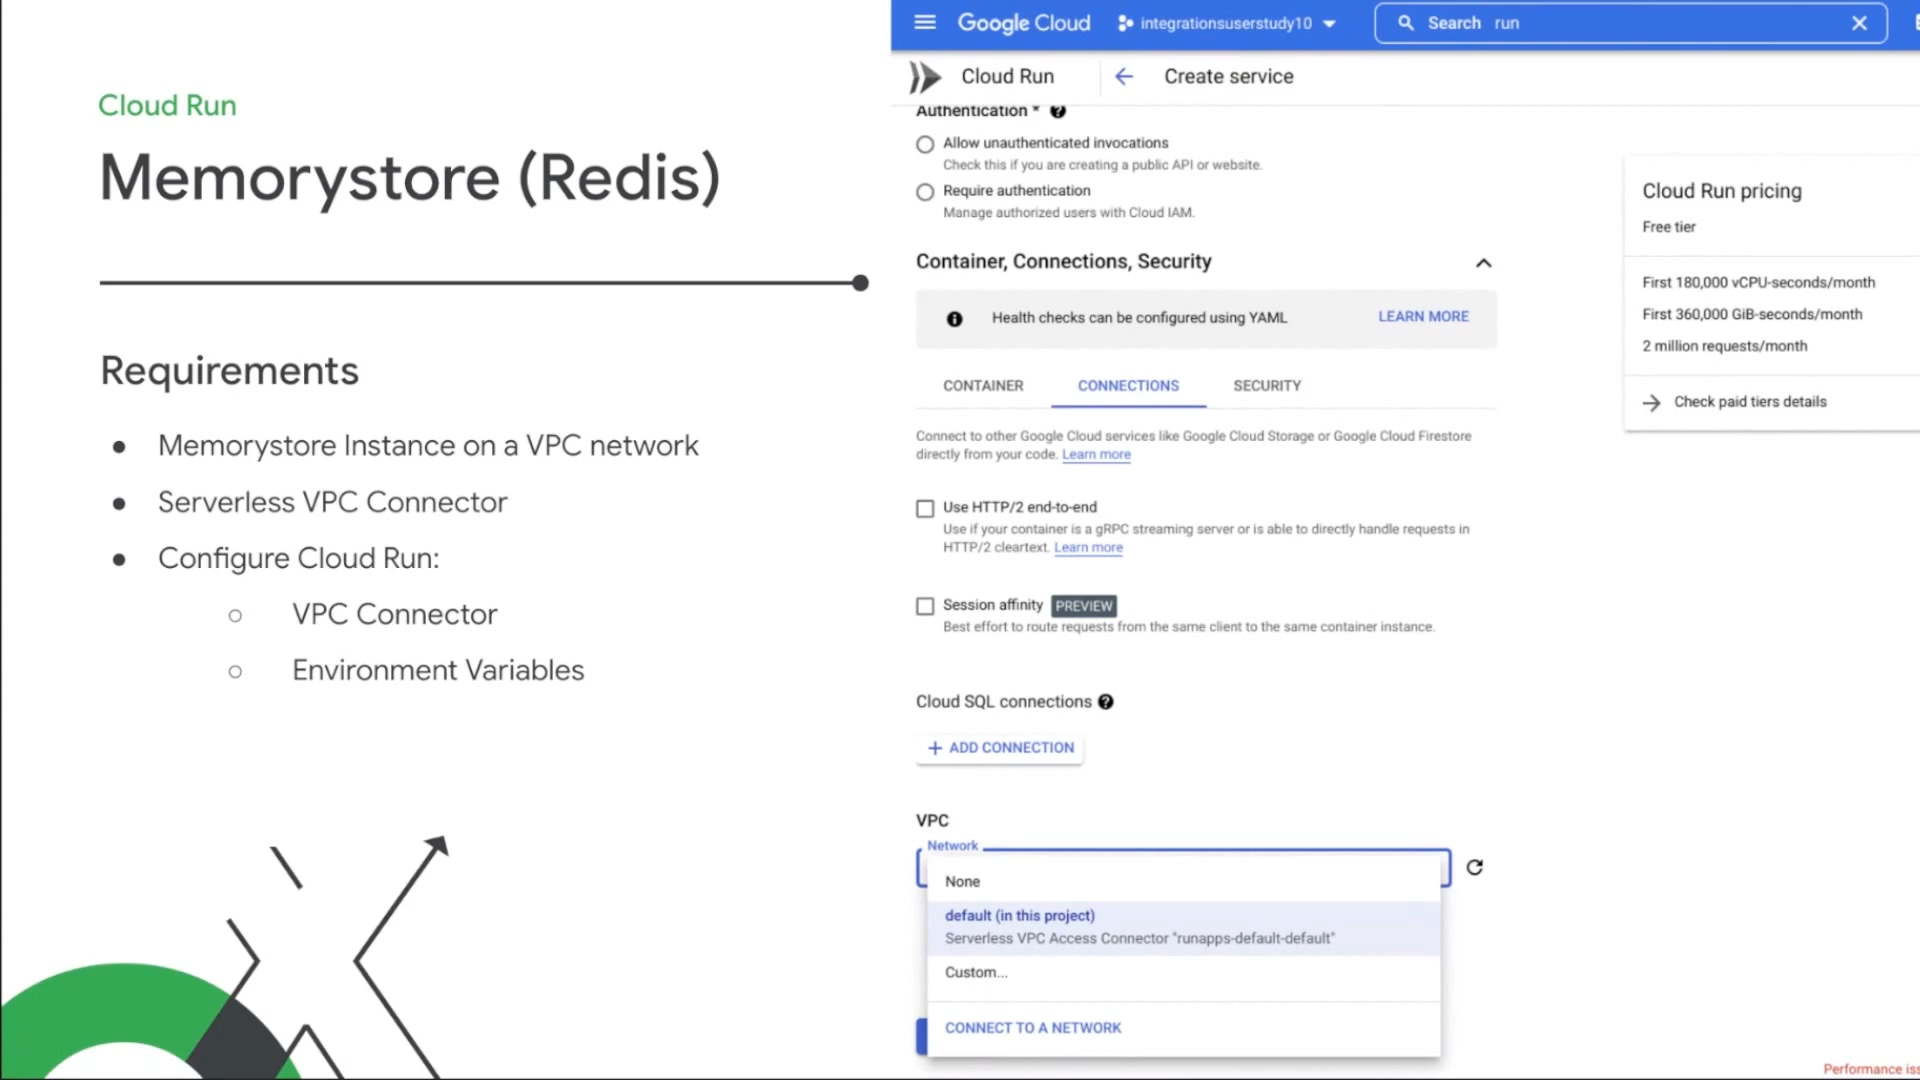 Cloud Run
Memorystore (Redis)
Requirements
● Memorystore Instance on a VPC network
● Serverless VPC Connector
● Configure Cloud Run:
○ VPC Connector
○ Environment Variables
Google Cloud
integrationsuserstudy10
Search run
Cloud Run
Create service
Authentication *
Allow unauthenticated invocations
Check this if you are creating a public API or website.
Require authentication
Manage authorized users with Cloud IAM.
Container, Connections, Security
Health checks can be configured using YAML
LEARN MORE
CONTAINER
CONNECTIONS
SECURITY
Connect to other Google Cloud services like Google Cloud Storage or Google Cloud Firestore
directly from your code. Learn more
Use HTTP/2 end-to-end
Use if your container is a gRPC streaming server or is able to directly handle requests in
HTTP/2 cleartext. Learn more
Session affinity PREVIEW
Best effort to route requests from the same client to the same container instance.
Cloud SQL connections
+ ADD CONNECTION
VPC
Network
None
default (in this project)
Serverless VPC Access Connector "runapps-default-default"
Custom...
CONNECT TO A NETWORK
Cloud Run pricing
Free tier
First 180,000 vCPU-seconds/month
First 360,000 GiB-seconds/month
2 million requests/month
Check paid tiers details
Performance